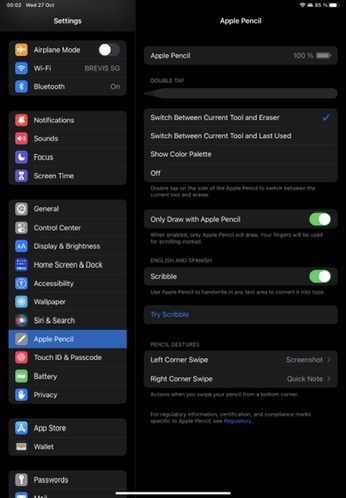 00:02 Wed 27 Oct
85 %
Settings
Airplane Mode
Wi-Fi BREVIS 5G
Bluetooth On
Notifications
Sounds
Focus
Screen Time
General
Control Center
AA Display & Brightness
Home Screen & Dock
Accessibility
Wallpaper
Siri & Search
Apple Pencil
Touch ID & Passcode
Battery
Privacy
App Store
Wallet
Passwords
Mail
Apple Pencil
Apple Pencil 100 %
DOUBLE TAP
Switch Between Current Tool and Eraser
Switch Between Current Tool and Last Used
Show Color Palette
Off
Double tap on the side of the Apple Pencil to switch between the
current tool and eraser.
Only Draw with Apple Pencil
When enabled, only Apple Pencil will draw. Your fingers will be used
for scrolling instead.
ENGLISH AND SPANISH
Scribble
Use Apple Pencil to handwrite in any text area to convert it into type.
Try Scribble
PENCIL GESTURES
Left Corner Swipe Screenshot
Right Corner Swipe Quick Note
Actions when you swipe your pencil from a bottom corner.
For regulatory information, certification, and compliance marks
specific to Apple Pencil, see Regulatory...